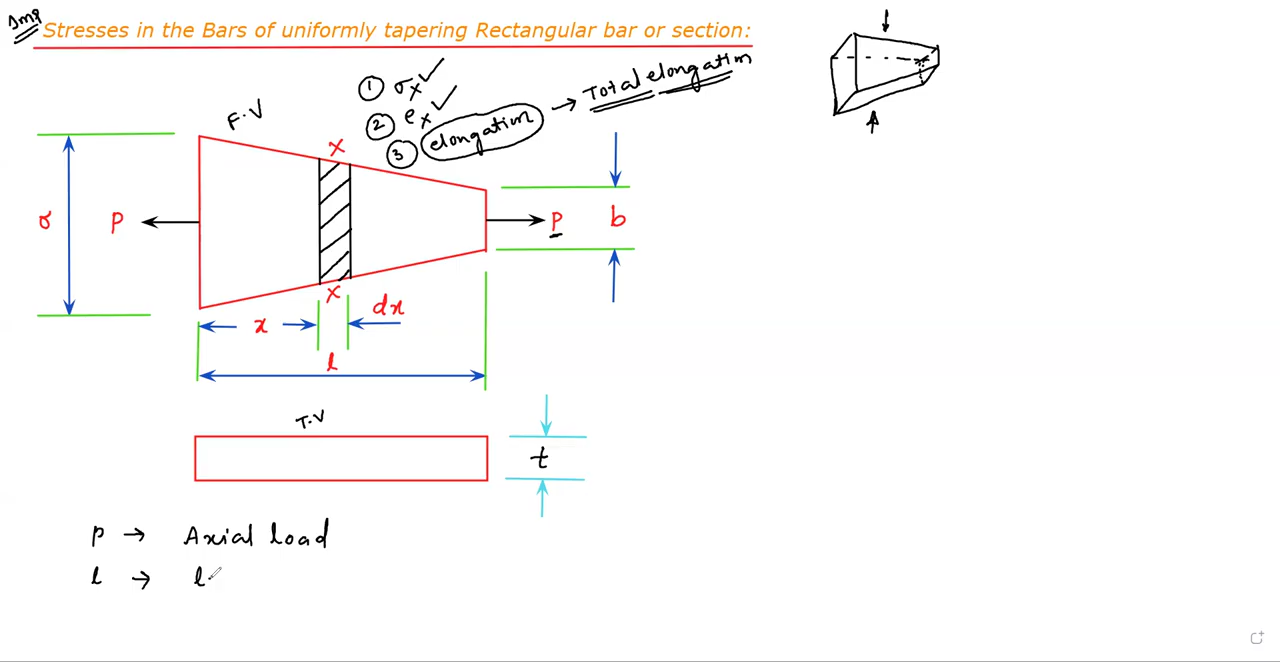 Imp
Stresses in the Bars of uniformly tapering Rectangular bar or section:
① σx ✓
② ex ✓
③ elongation → Total elongation
F.V
X
P
P
b
X
x
dx
l
T.V
t
P → Axial load
l → l